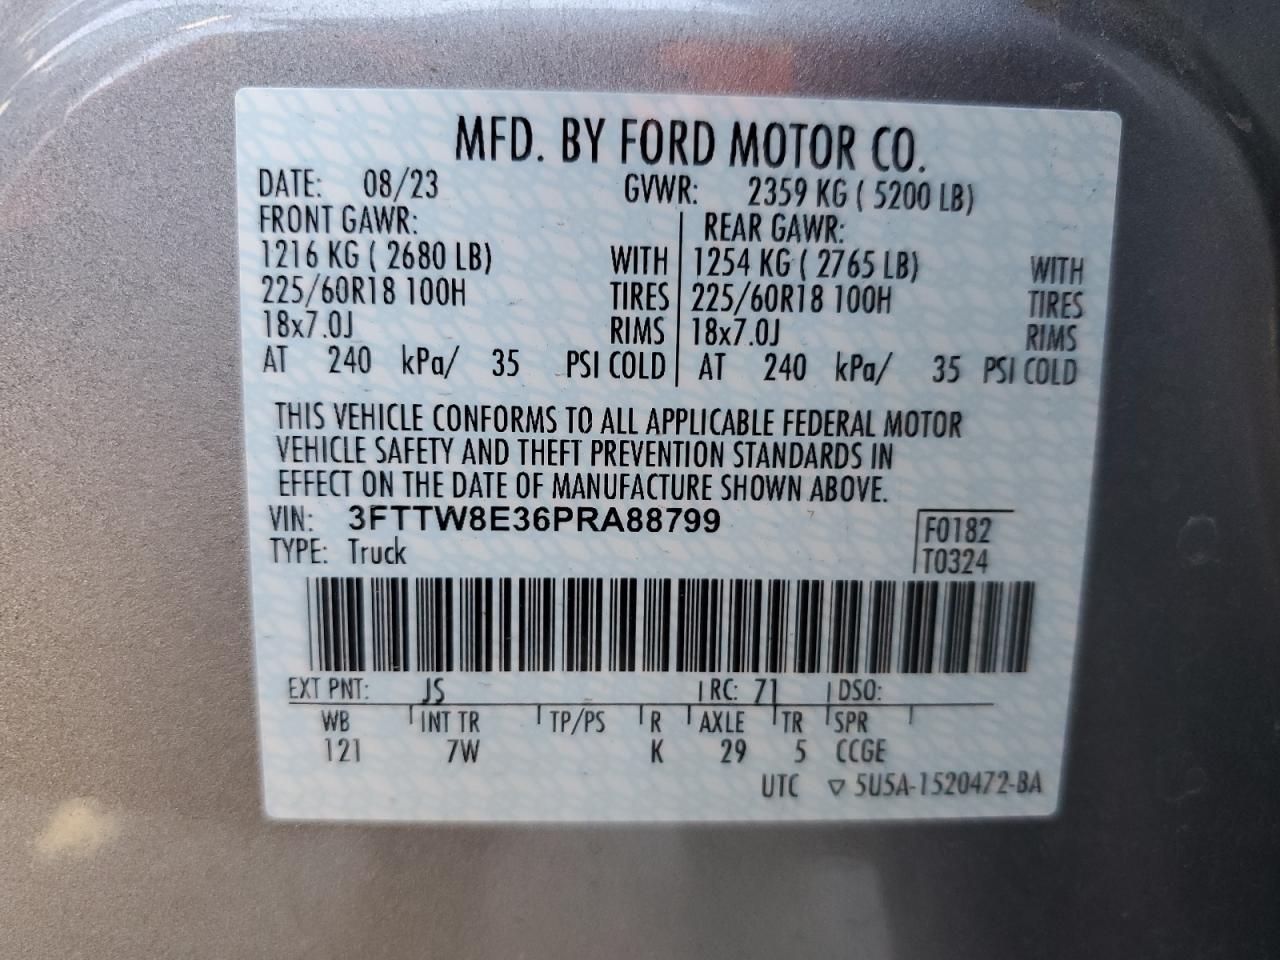 MFD. BY FORD MOTOR CO.
DATE: 08/23 GVWR: 2359 KG ( 5200 LB)
FRONT GAWR: REAR GAWR:
1216 KG ( 2680 LB) WITH 1254 KG ( 2765 LB) WITH
225/60R18 100H TIRES 225/60R18 100H TIRES
18x7.0J RIMS 18x7.0J RIMS
AT 240 kPa/ 35 PSI COLD AT 240 kPa/ 35 PSI COLD
THIS VEHICLE CONFORMS TO ALL APPLICABLE FEDERAL MOTOR
VEHICLE SAFETY AND THEFT PREVENTION STANDARDS IN
EFFECT ON THE DATE OF MANUFACTURE SHOWN ABOVE.
VIN: 3FTTW8E36PRA88799 F0182
TYPE: Truck T0324
EXT PNT: JS RC: 71 DSO:
WB INT TR TP/PS R AXLE TR SPR
121 7W K 29 5 CCGE
UTC ▽ 5U5A-1520472-BA